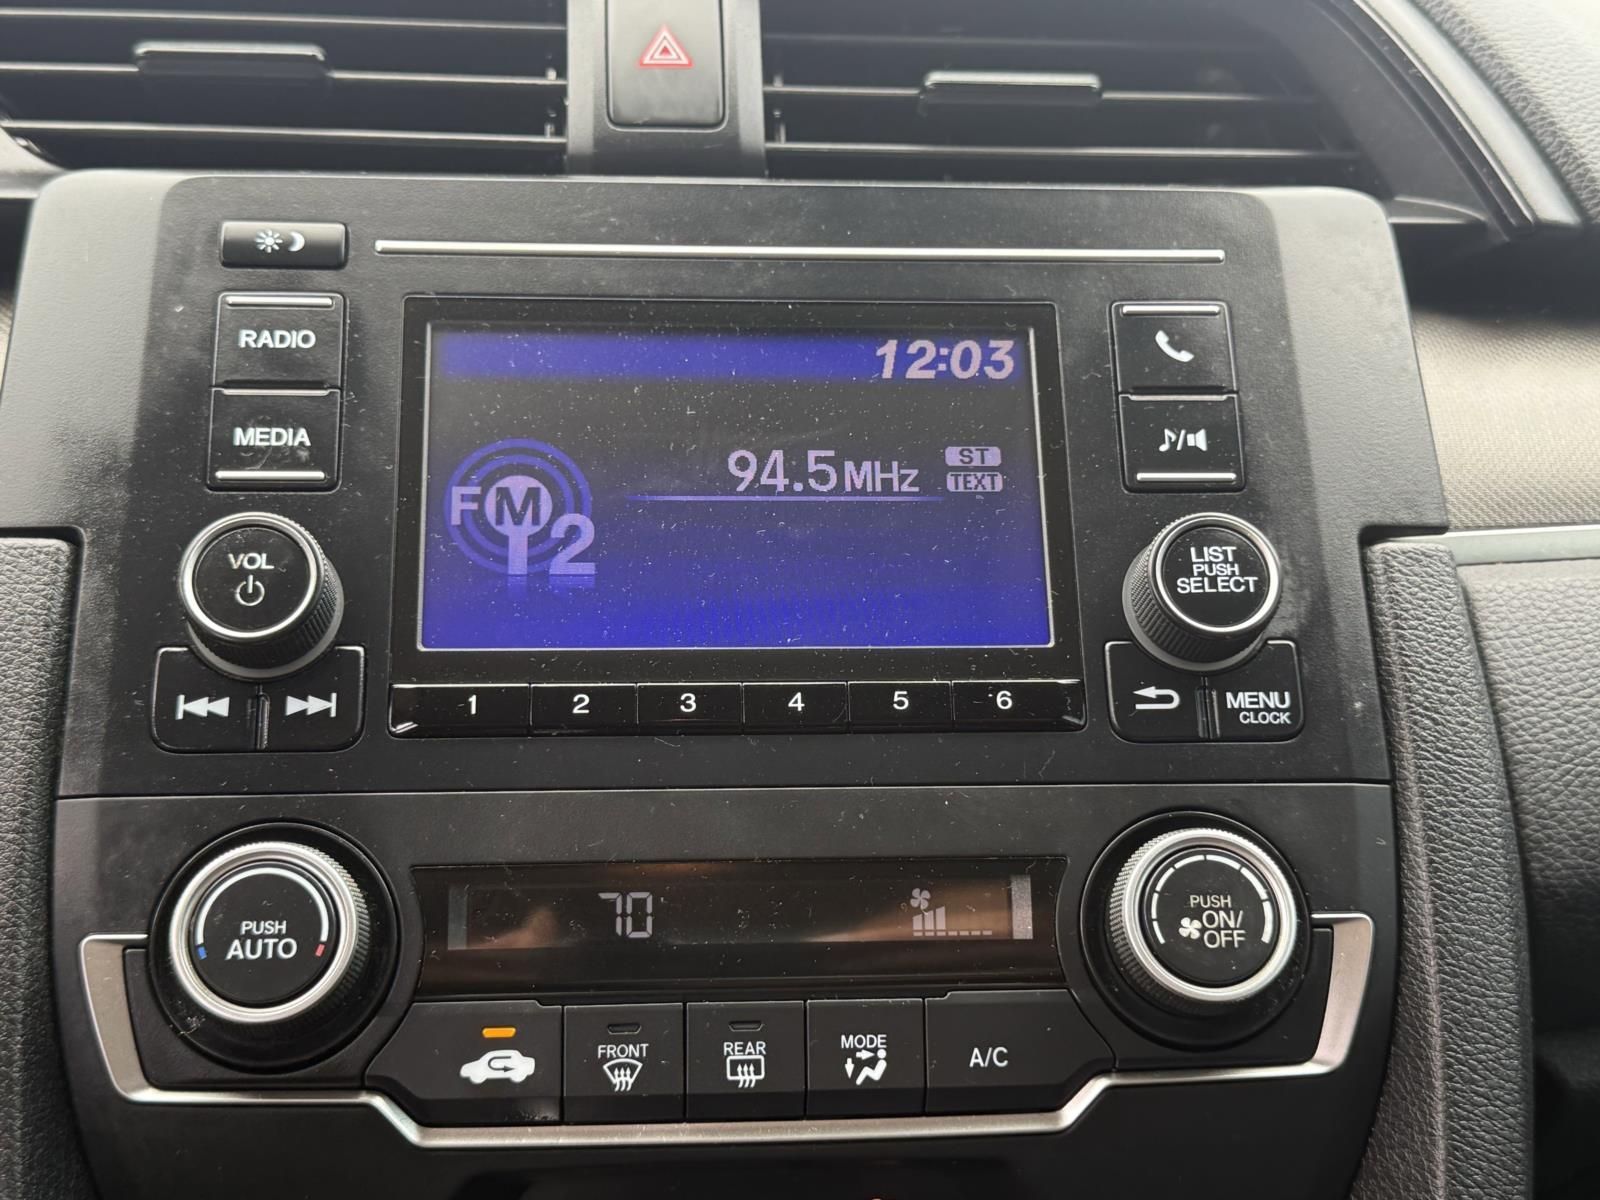 12:03
RADIO
MEDIA
94.5MHz
ST
TEXT
FM
2
VOL
LIST
PUSH
SELECT
1 2 3 4 5 6
MENU
CLOCK
PUSH
AUTO
70
PUSH
ON/
OFF
FRONT
REAR
MODE
A/C